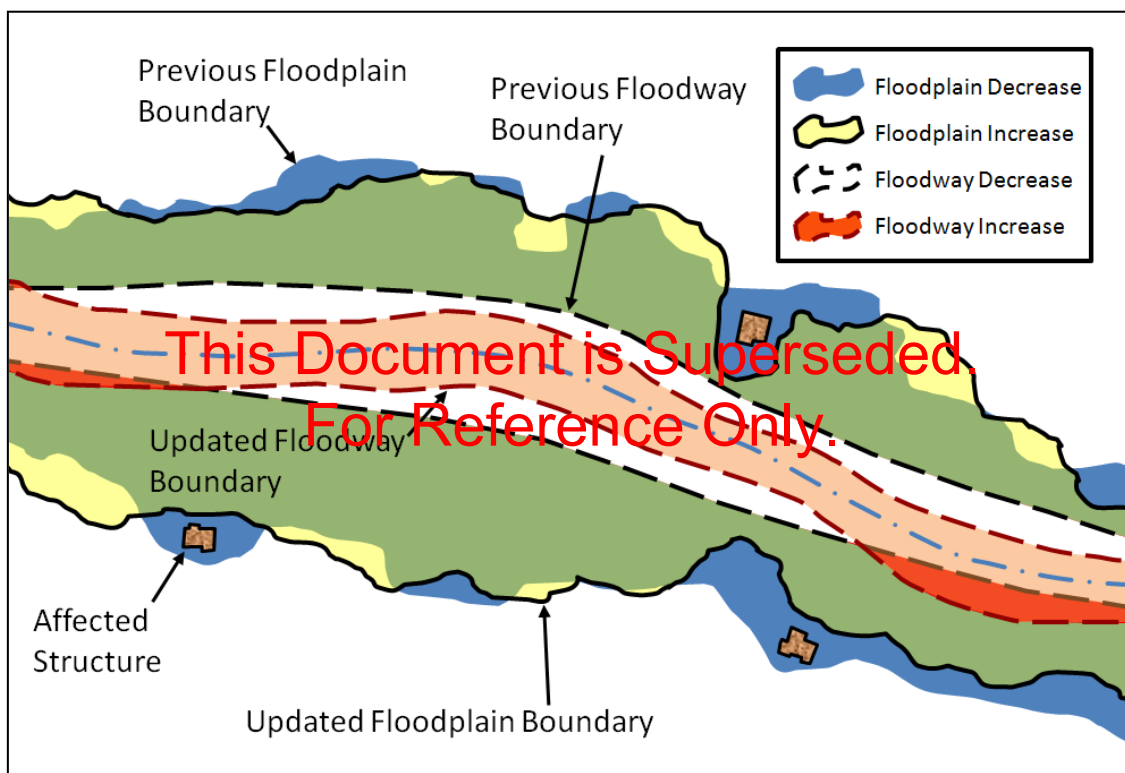 Previous Floodplain
Boundary
Previous Floodway
Boundary
Floodplain Decrease
Floodplain Increase
Floodway Decrease
Floodway Increase
This Document is Superseded.
For Reference Only.
Updated Floodway
Boundary
Affected
Structure
Updated Floodplain Boundary